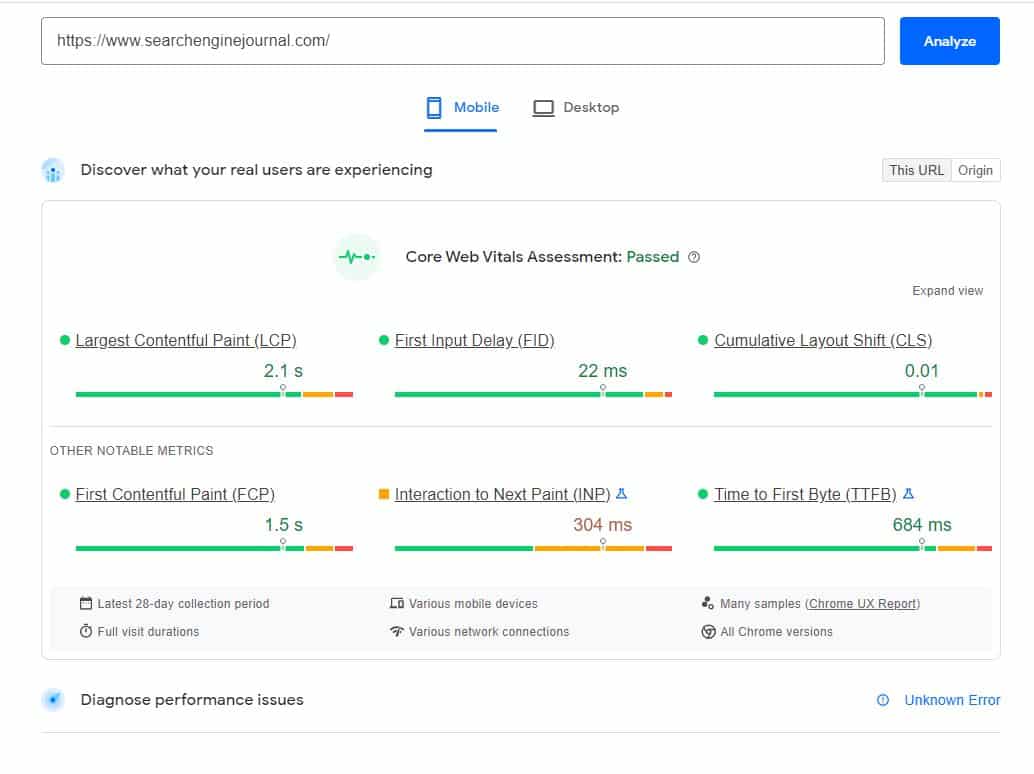 https://www.searchenginejournal.com/
Analyze
Mobile
Desktop
Discover what your real users are experiencing
This URL
Origin
Core Web Vitals Assessment: Passed
Expand view
Largest Contentful Paint (LCP)
2.1 s
First Input Delay (FID)
22 ms
Cumulative Layout Shift (CLS)
0.01
OTHER NOTABLE METRICS
First Contentful Paint (FCP)
1.5 s
Interaction to Next Paint (INP)
304 ms
Time to First Byte (TTFB)
684 ms
Latest 28-day collection period
Various mobile devices
Many samples (Chrome UX Report)
Full visit durations
Various network connections
All Chrome versions
Diagnose performance issues
Unknown Error